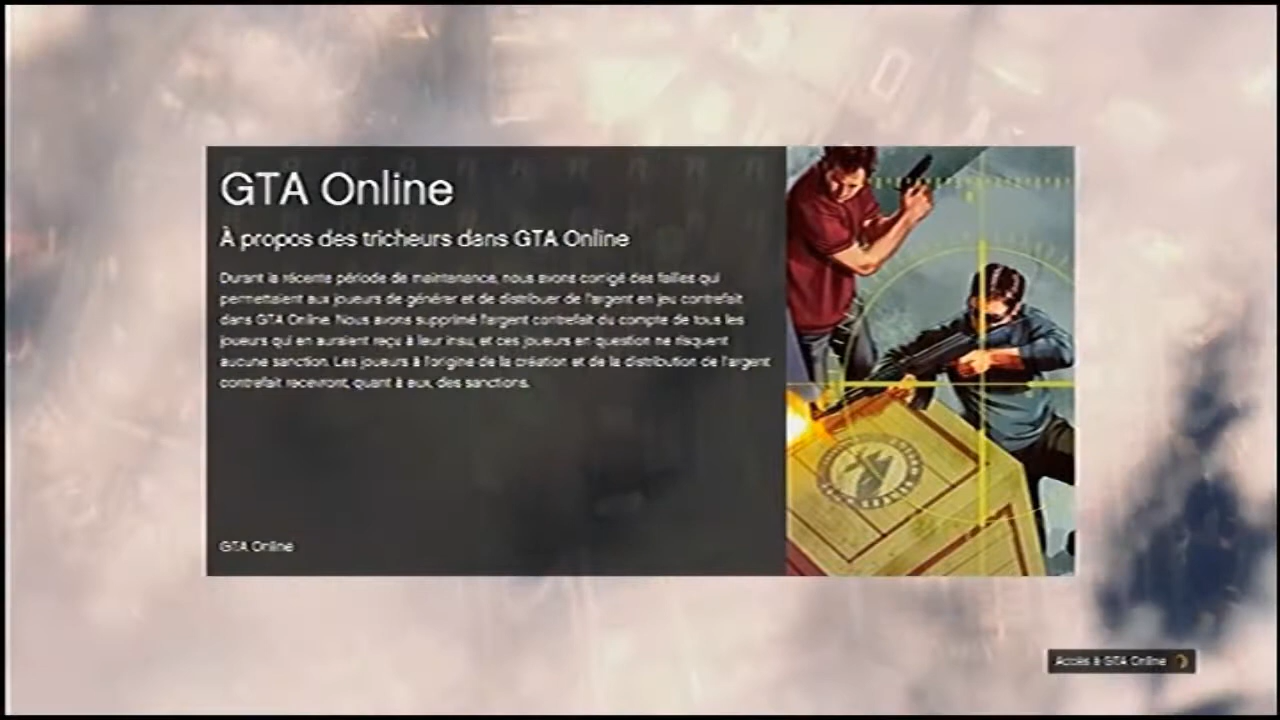 GTA Online
À propos des tricheurs dans GTA Online
Durant la récente période de maintenance, nous avons corrigé des failles qui
permettaient aux joueurs de générer et de distribuer de l'argent en jeu contrefait
dans GTA Online. Nous avons supprimé l'argent contrefait du compte de tous les
joueurs qui en auraient reçu à leur insu, et ces joueurs en question ne risquent
aucune sanction. Les joueurs à l'origine de la création et de la distribution de l'argent
contrefait recevront, quant à eux, des sanctions.
GTA Online
Accès à GTA Online